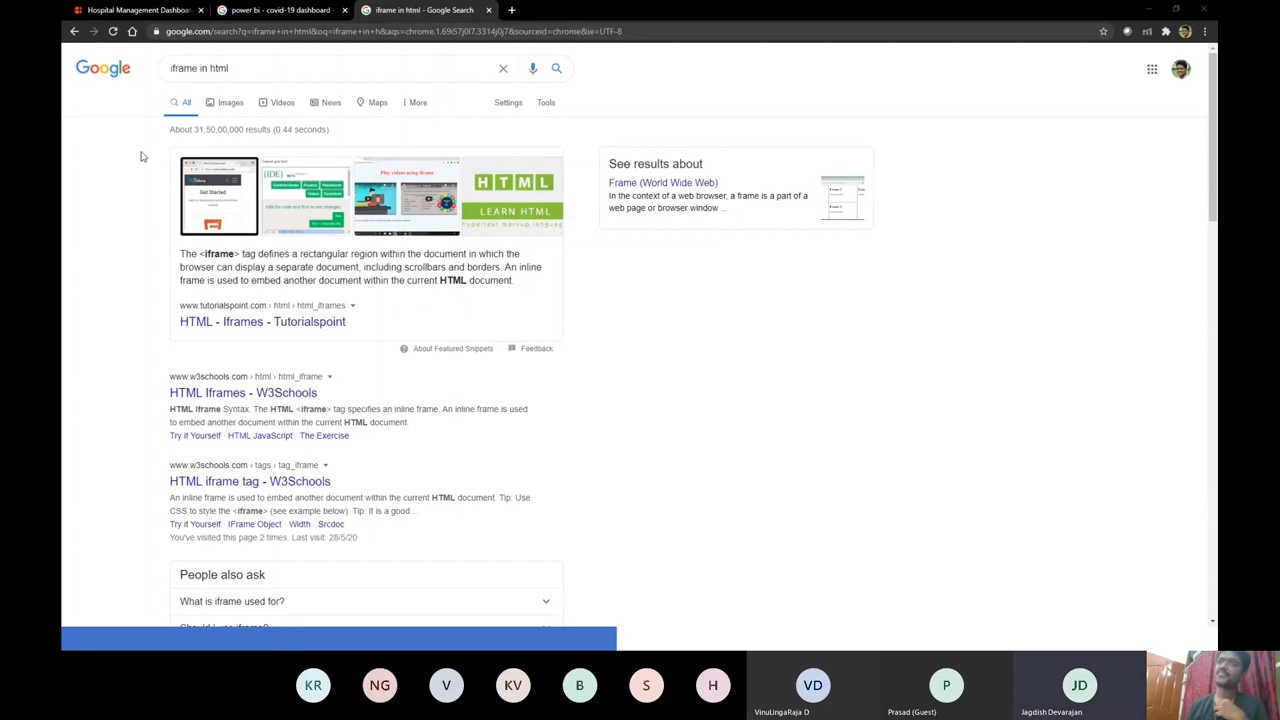 Hospital Management Dashboar
power bi - covid-19 dashboard -
iframe in html - Google Search
google.com/search?q=iframe+in+html&oq=iframe+in+h&aqs=chrome.1.69i57j0l7.3314j0j7&sourceid=chrome&ie=UTF-8
Google
iframe in html
All
Images
Videos
News
Maps
More
Settings
Tools
About 31,50,00,000 results (0.44 seconds)
Get Started
Play videos using iframe
HTML
LEARN HTML
The <iframe> tag defines a rectangular region within the document in which the
browser can display a separate document, including scrollbars and borders. An inline
frame is used to embed another document within the current HTML document.
www.tutorialspoint.com › html › html_iframes
HTML - Iframes - Tutorialspoint
About Featured Snippets
Feedback
See results about
Frame (World Wide Web)
In the context of a web browser, a frame is a part of a
web page or browser window ...
www.w3schools.com › html › html_iframe
HTML Iframes - W3Schools
HTML Iframe Syntax. The HTML <iframe> tag specifies an inline frame. An inline frame is used
to embed another document within the current HTML document.
Try it Yourself · HTML JavaScript · The Exercise
www.w3schools.com › tags › tag_iframe
HTML iframe tag - W3Schools
An inline frame is used to embed another document within the current HTML document. Tip: Use
CSS to style the <iframe> (see example below). Tip: It is a good ...
Try it Yourself · IFrame Object · Width · Srcdoc
You've visited this page 2 times. Last visit: 28/5/20
People also ask
What is iframe used for?
Should I use iframe?
KR
NG
V
KV
B
S
H
VD
P
JD
VinuLingaRaja D
Prasad (Guest)
Jagdish Devarajan